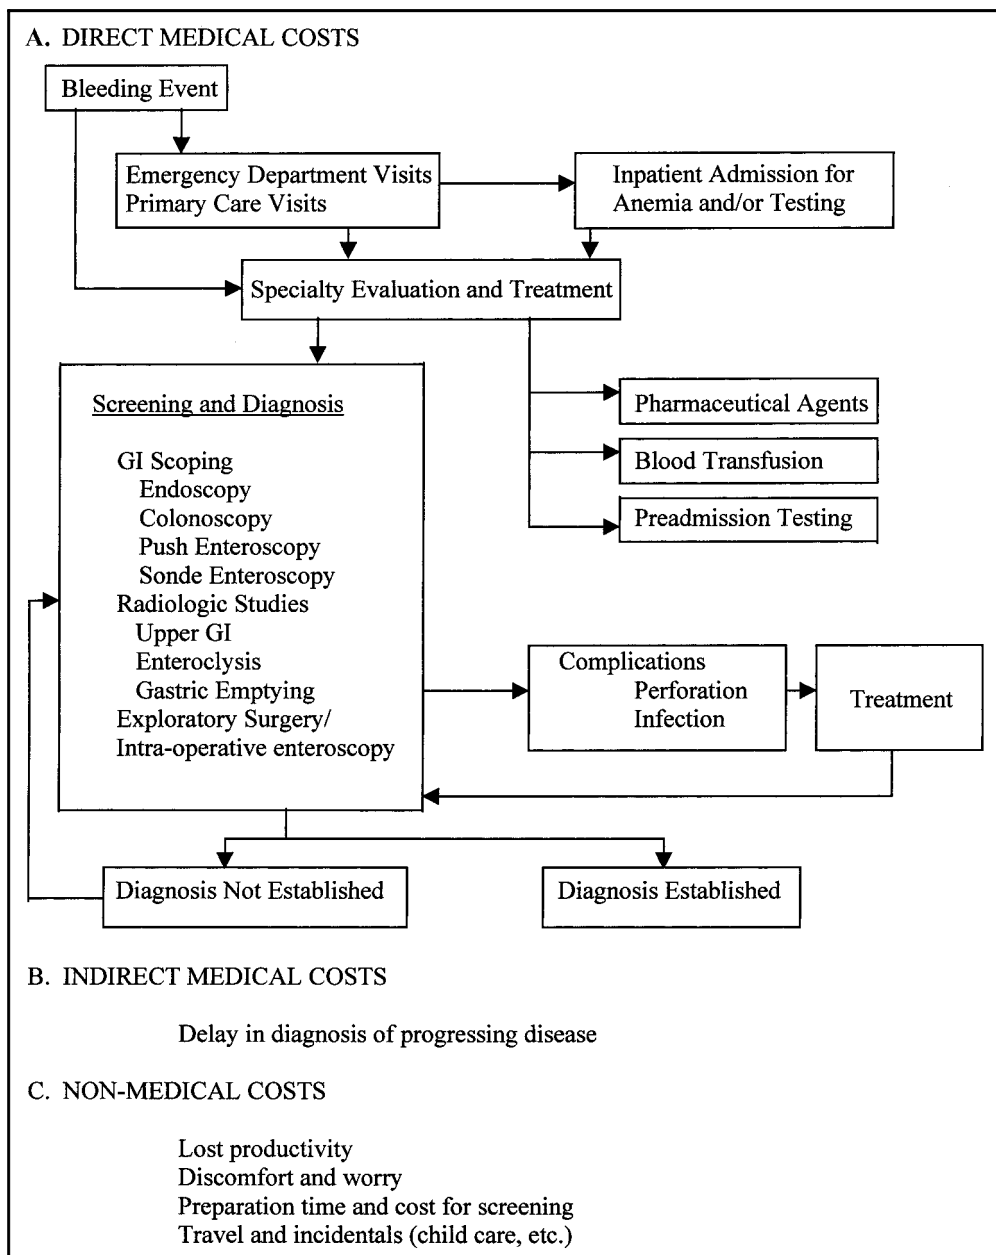 A. DIRECT MEDICAL COSTS
Bleeding Event
Emergency Department Visits
Primary Care Visits
Inpatient Admission for
Anemia and/or Testing
Specialty Evaluation and Treatment
Screening and Diagnosis
GI Scoping
Endoscopy
Colonoscopy
Push Enteroscopy
Sonde Enteroscopy
Radiologic Studies
Upper GI
Enteroclysis
Gastric Emptying
Exploratory Surgery/
Intra-operative enteroscopy
Pharmaceutical Agents
Blood Transfusion
Preadmission Testing
Complications
Perforation
Infection
Treatment
Diagnosis Not Established
Diagnosis Established
B. INDIRECT MEDICAL COSTS
Delay in diagnosis of progressing disease
C. NON-MEDICAL COSTS
Lost productivity
Discomfort and worry
Preparation time and cost for screening
Travel and incidentals (child care, etc.)